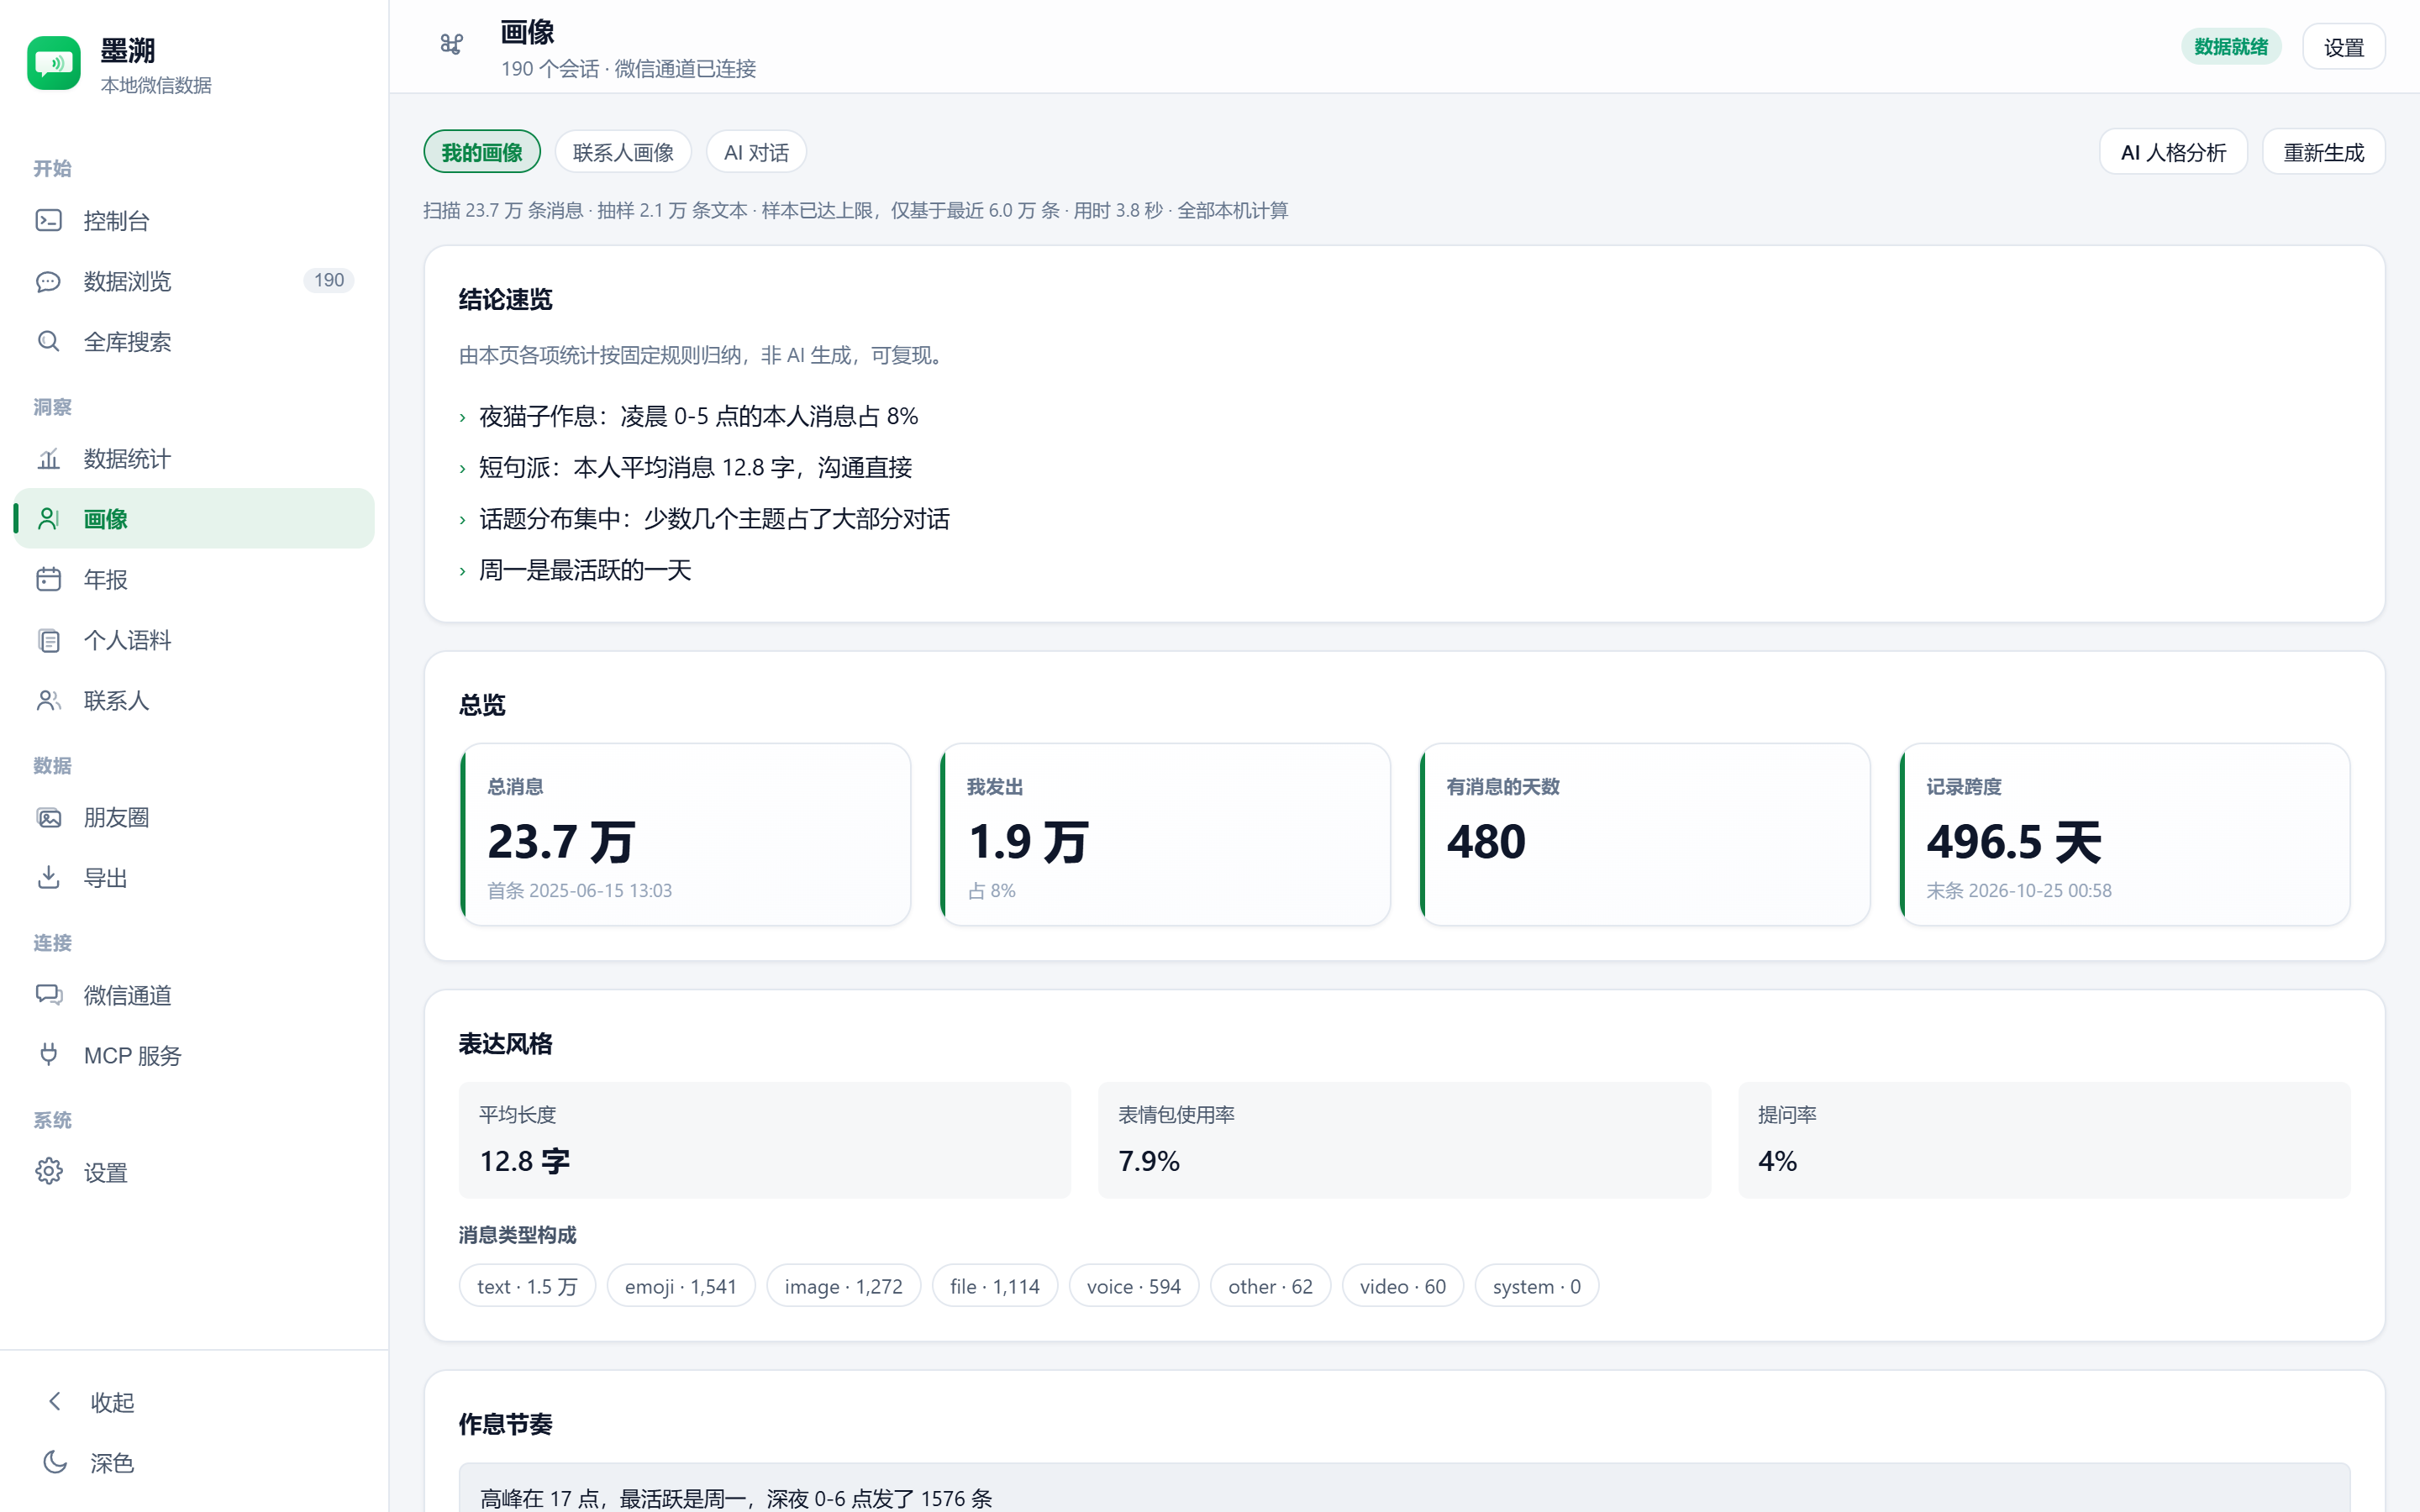 墨溯
本地微信数据
开始
控制台
数据浏览 190
全库搜索
洞察
数据统计
画像
年报
个人语料
联系人
数据
朋友圈
导出
连接
微信通道
MCP 服务
系统
设置
收起
深色
画像
190 个会话 · 微信通道已连接
数据就绪 设置
我的画像 联系人画像 AI 对话
AI 人格分析 重新生成
扫描 23.7 万 条消息 · 抽样 2.1 万 条文本 · 样本已达上限，仅基于最近 6.0 万 条 · 用时 3.8 秒 · 全部本机计算
结论速览
由本页各项统计按固定规则归纳，非 AI 生成，可复现。
› 夜猫子作息：凌晨 0-5 点的本人消息占 8%
› 短句派：本人平均消息 12.8 字，沟通直接
› 话题分布集中：少数几个主题占了大部分对话
› 周一是最活跃的一天
总览
总消息
23.7 万
首条 2025-06-15 13:03
我发出
1.9 万
占 8%
有消息的天数
480
记录跨度
496.5 天
末条 2026-10-25 00:58
表达风格
平均长度
12.8 字
表情包使用率
7.9%
提问率
4%
消息类型构成
text · 1.5 万 emoji · 1,541 image · 1,272 file · 1,114 voice · 594 other · 62 video · 60 system · 0
作息节奏
高峰在 17 点，最活跃是周一，深夜 0-6 点发了 1576 条